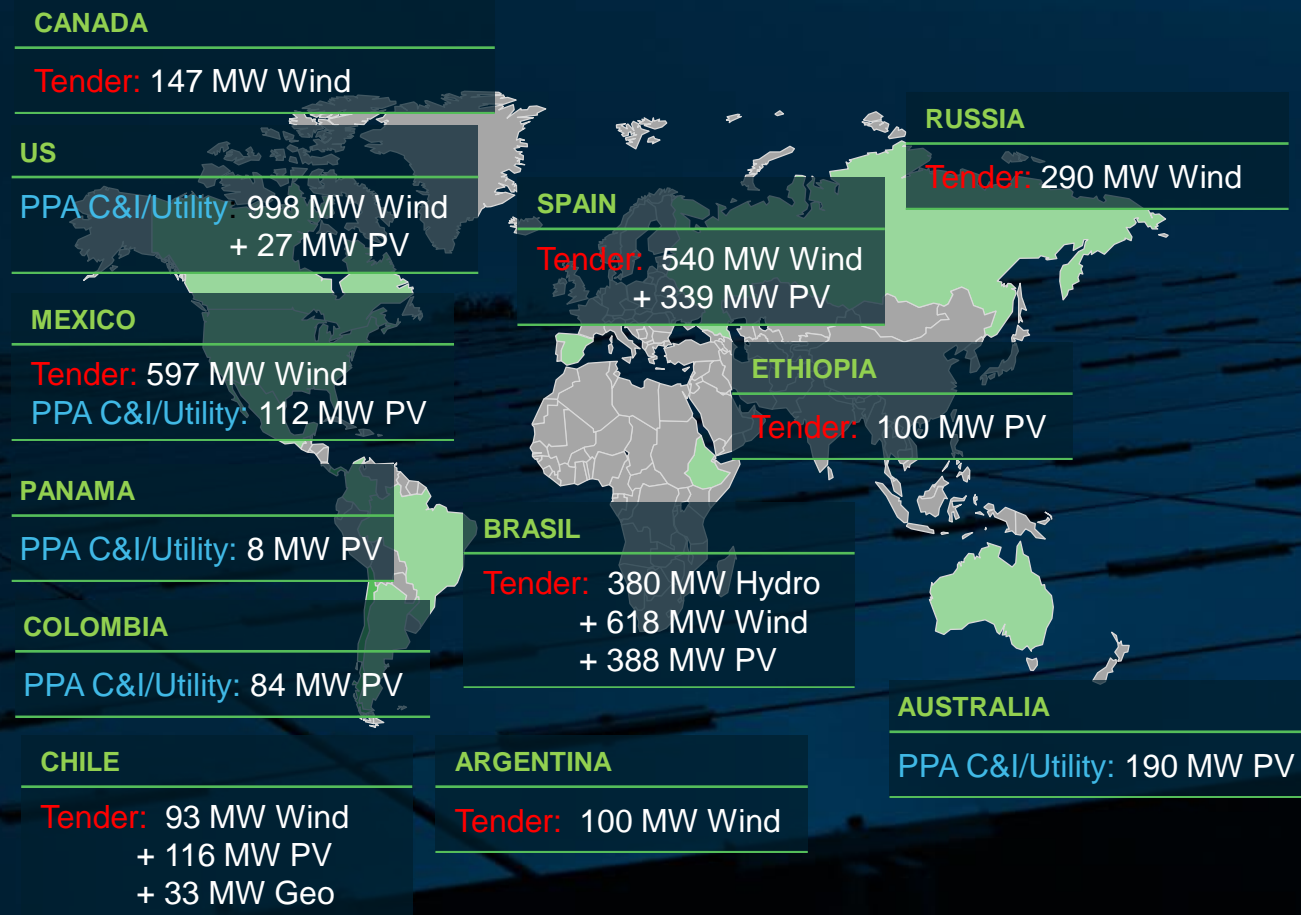 CANADA
Tender: 147 MW Wind
US
PPA C&I/Utility: 998 MW Wind
+ 27 MW PV
MEXICO
Tender: 597 MW Wind
PPA C&I/Utility: 112 MW PV
PANAMA
PPA C&I/Utility: 8 MW PV
COLOMBIA
PPA C&I/Utility: 84 MW PV
CHILE
Tender: 93 MW Wind
+ 116 MW PV
+ 33 MW Geo
ARGENTINA
Tender: 100 MW Wind
BRASIL
Tender: 380 MW Hydro
+ 618 MW Wind
+ 388 MW PV
SPAIN
Tender: 540 MW Wind
+ 339 MW PV
RUSSIA
Tender: 290 MW Wind
ETHIOPIA
Tender: 100 MW PV
AUSTRALIA
PPA C&I/Utility: 190 MW PV